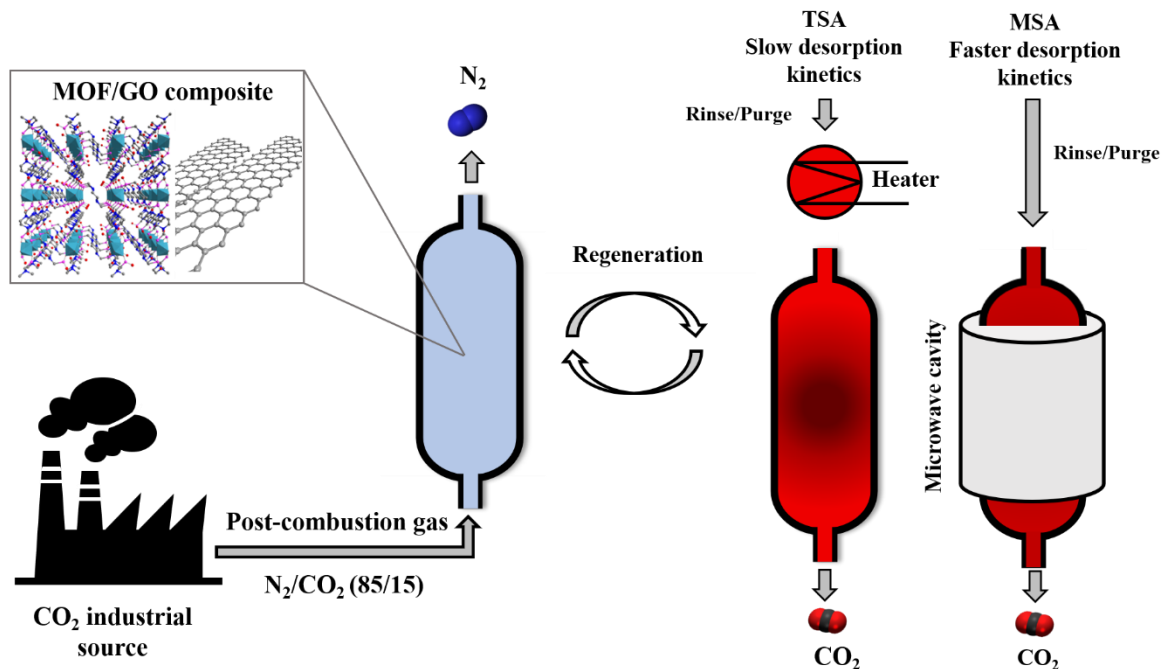 MOF/GO composite
N₂
CO₂ industrial
source
Post-combustion gas
N₂/CO₂ (85/15)
Regeneration
TSA
Slow desorption
kinetics
Rinse/Purge
Heater
CO₂
MSA
Faster desorption
kinetics
Rinse/Purge
Microwave cavity
CO₂